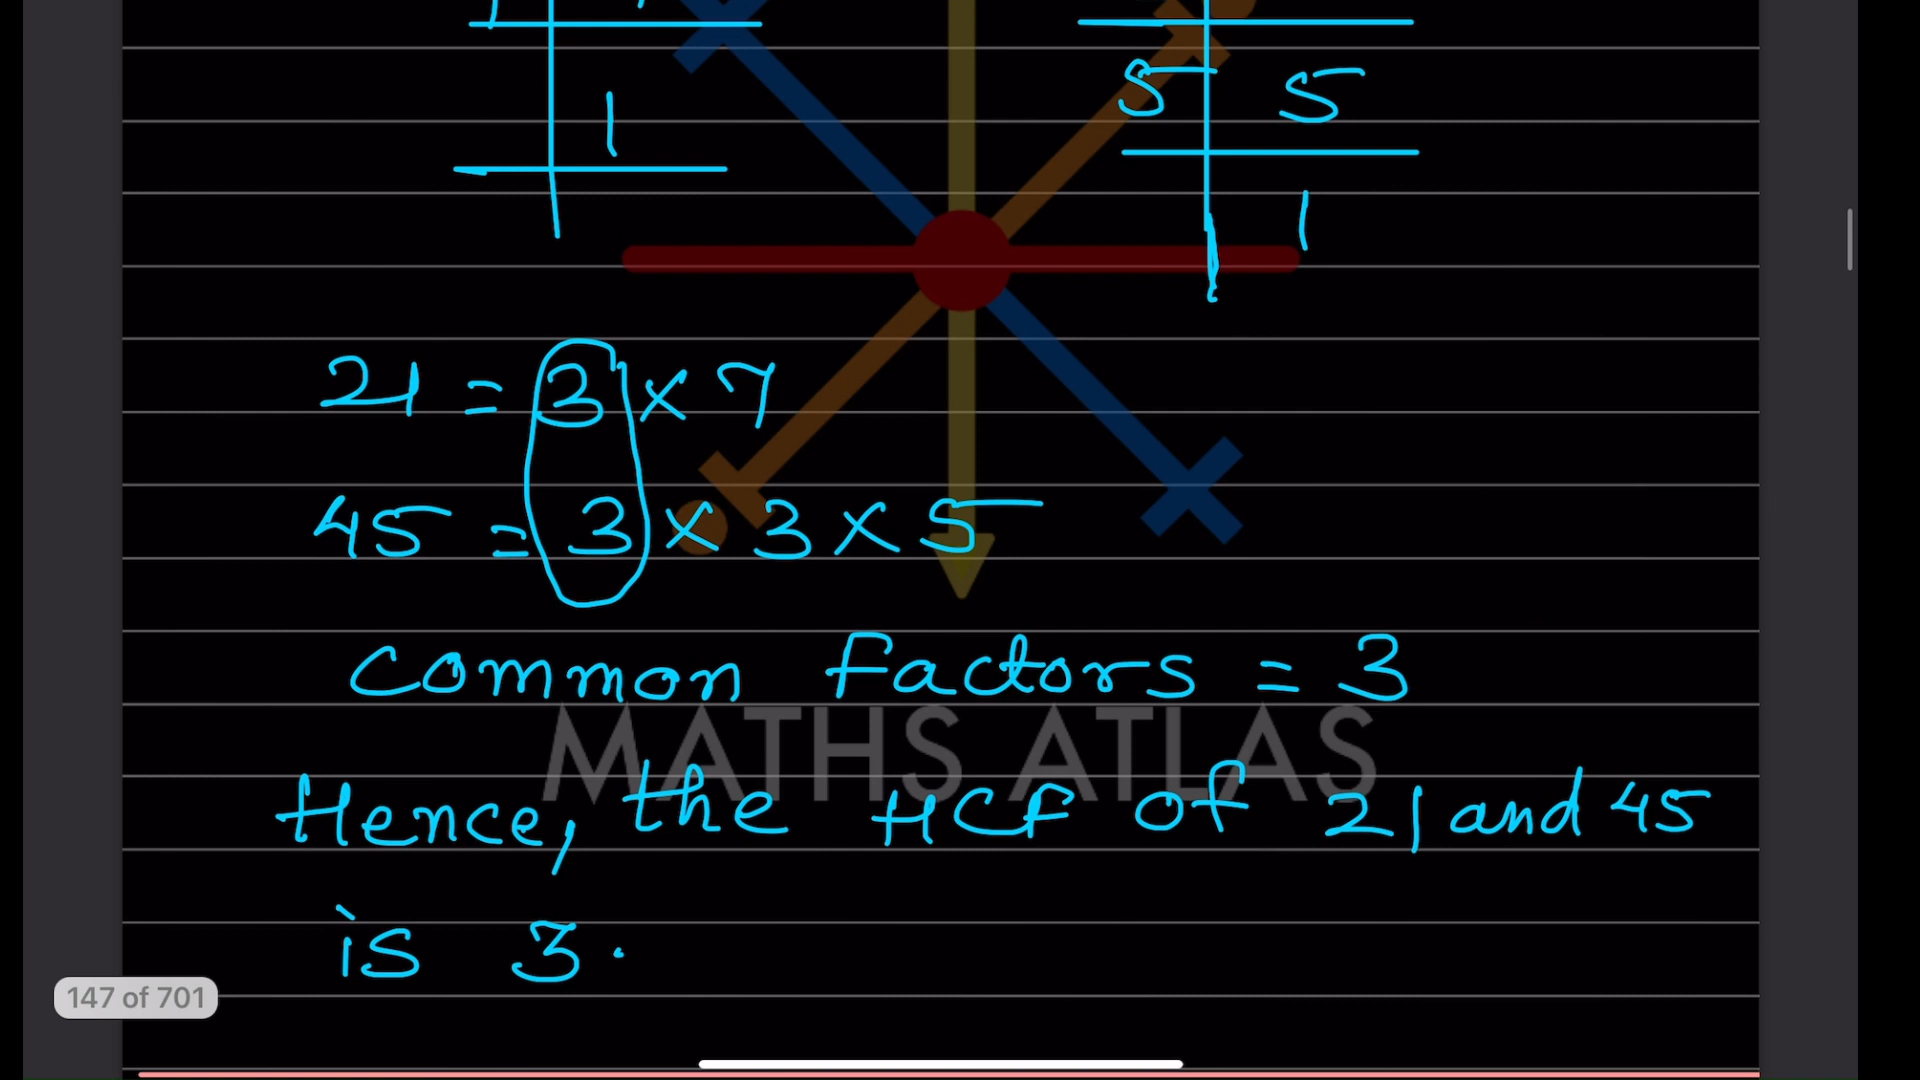 1
5 5
1
21 = 3 × 7
45 = 3 × 3 × 5
Common Factors = 3
MATHS ATLAS
Hence, the HCF of 21 and 45
is 3.
147 of 701